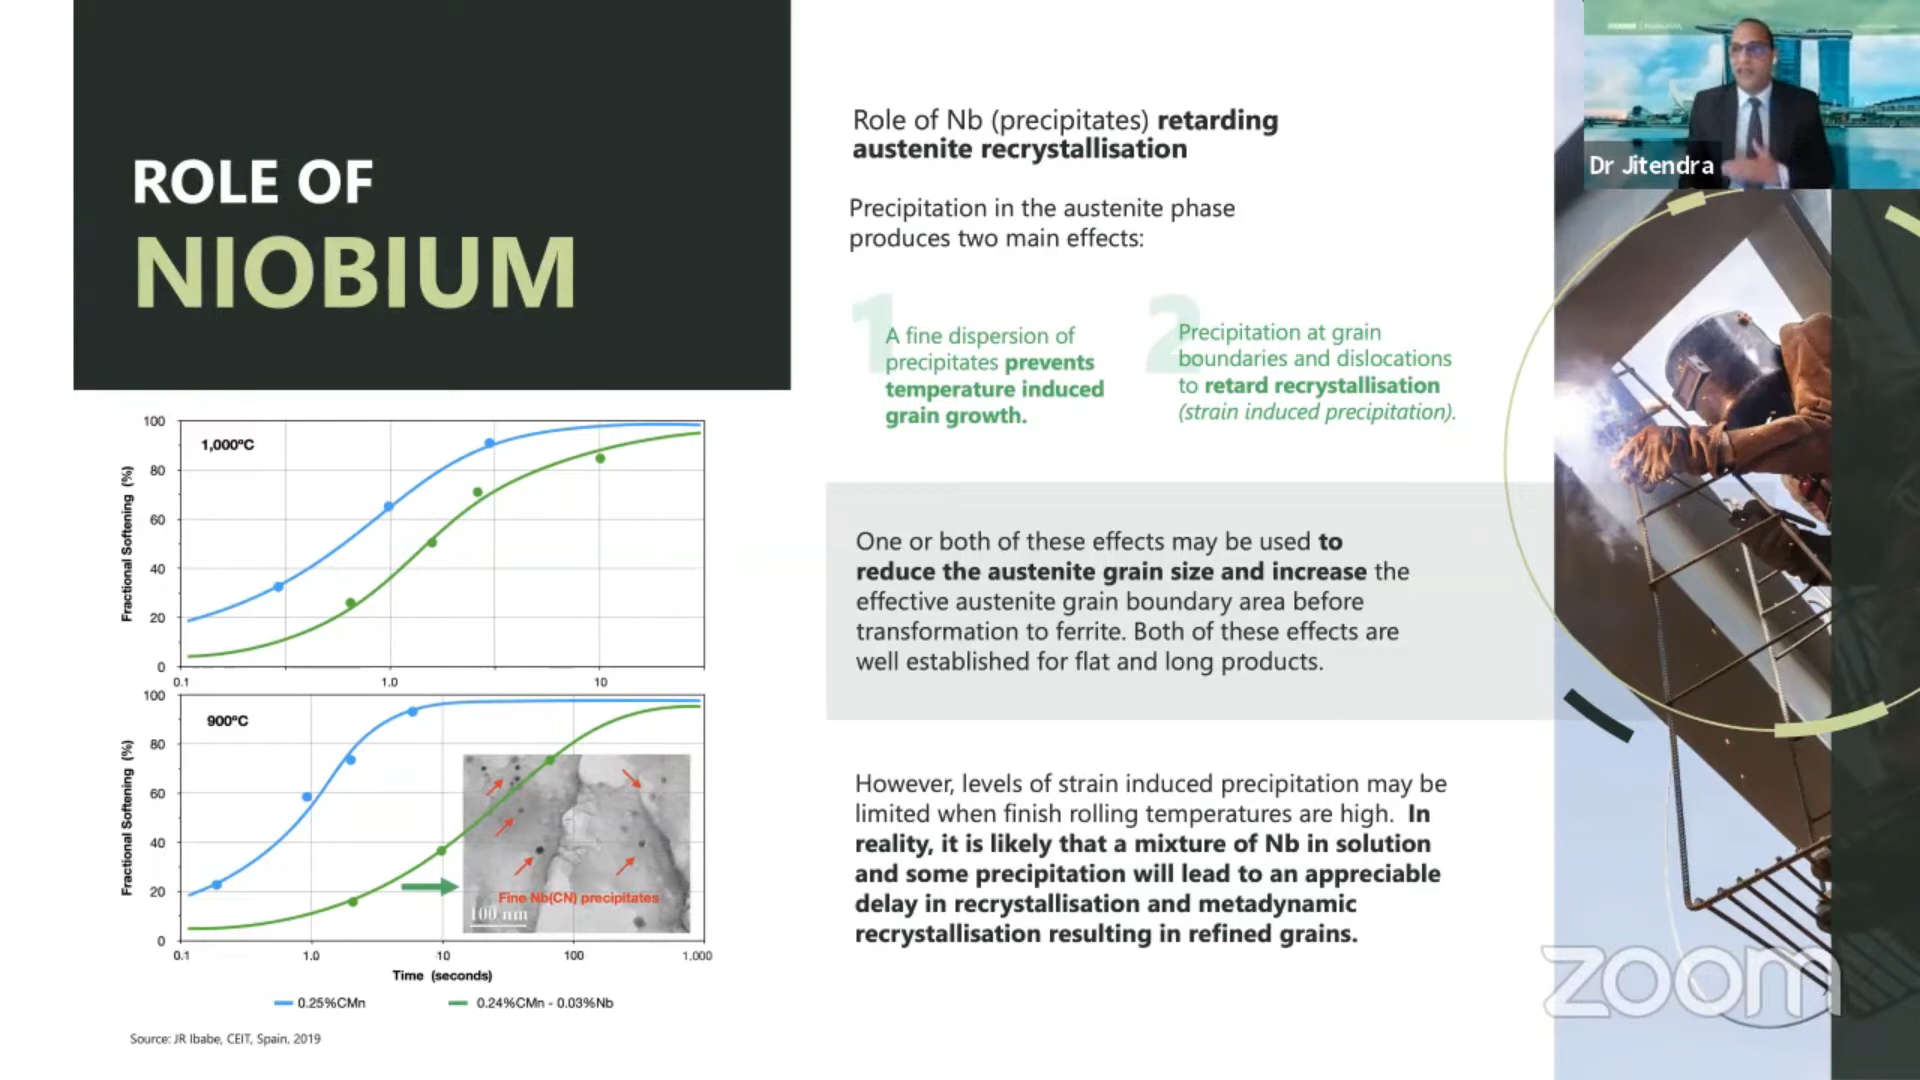 ROLE OF
NIOBIUM
Role of Nb (precipitates) retarding
austenite recrystallisation
Precipitation in the austenite phase
produces two main effects:
1
A fine dispersion of
precipitates prevents
temperature induced
grain growth.
2
Precipitation at grain
boundaries and dislocations
to retard recrystallisation
(strain induced precipitation).
One or both of these effects may be used to
reduce the austenite grain size and increase the
effective austenite grain boundary area before
transformation to ferrite. Both of these effects are
well established for flat and long products.
However, levels of strain induced precipitation may be
limited when finish rolling temperatures are high. In
reality, it is likely that a mixture of Nb in solution
and some precipitation will lead to an appreciable
delay in recrystallisation and metadynamic
recrystallisation resulting in refined grains.
Fractional Softening (%)
100
80
60
40
20
0
1,000ºC
0.1
1.0
10
Fractional Softening (%)
100
80
60
40
20
0
900ºC
Fine Nb(CN) precipitates
100 nm
0.1
1.0
10
100
1,000
Time (seconds)
0.25%CMn
0.24%CMn - 0.03%Nb
Source: JR Ibabe, CEIT, Spain, 2019
Dr Jitendra
zoom